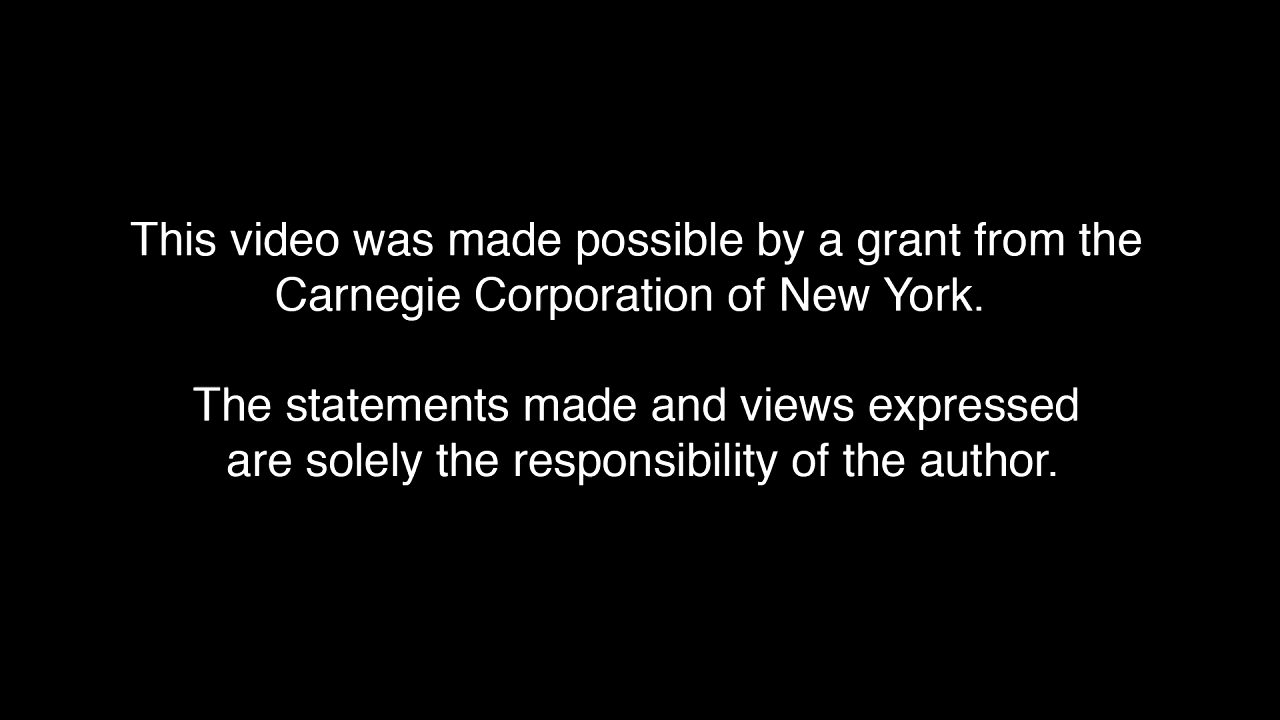 This video was made possible by a grant from the
Carnegie Corporation of New York.
The statements made and views expressed
are solely the responsibility of the author.